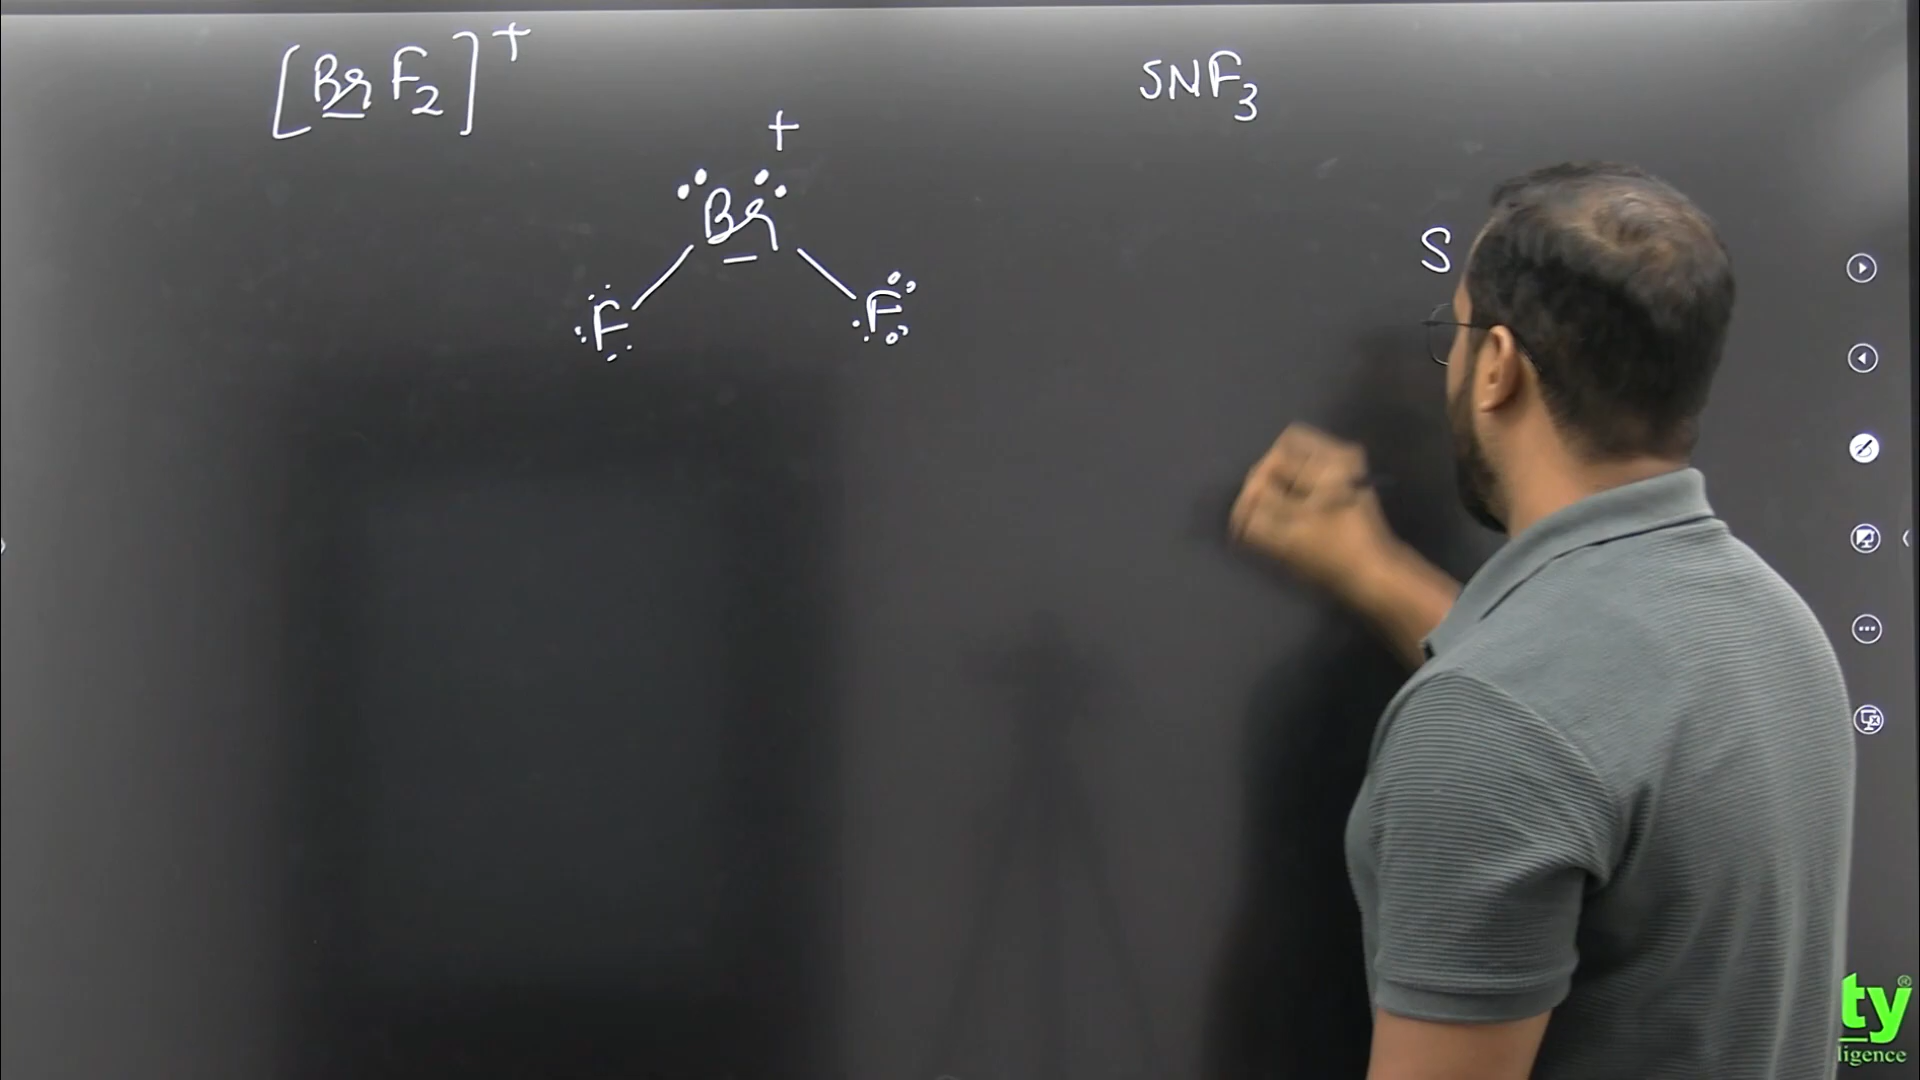 [BrF₂]⁺
SNF₃
+
Br
S
F F
ty®
ligence